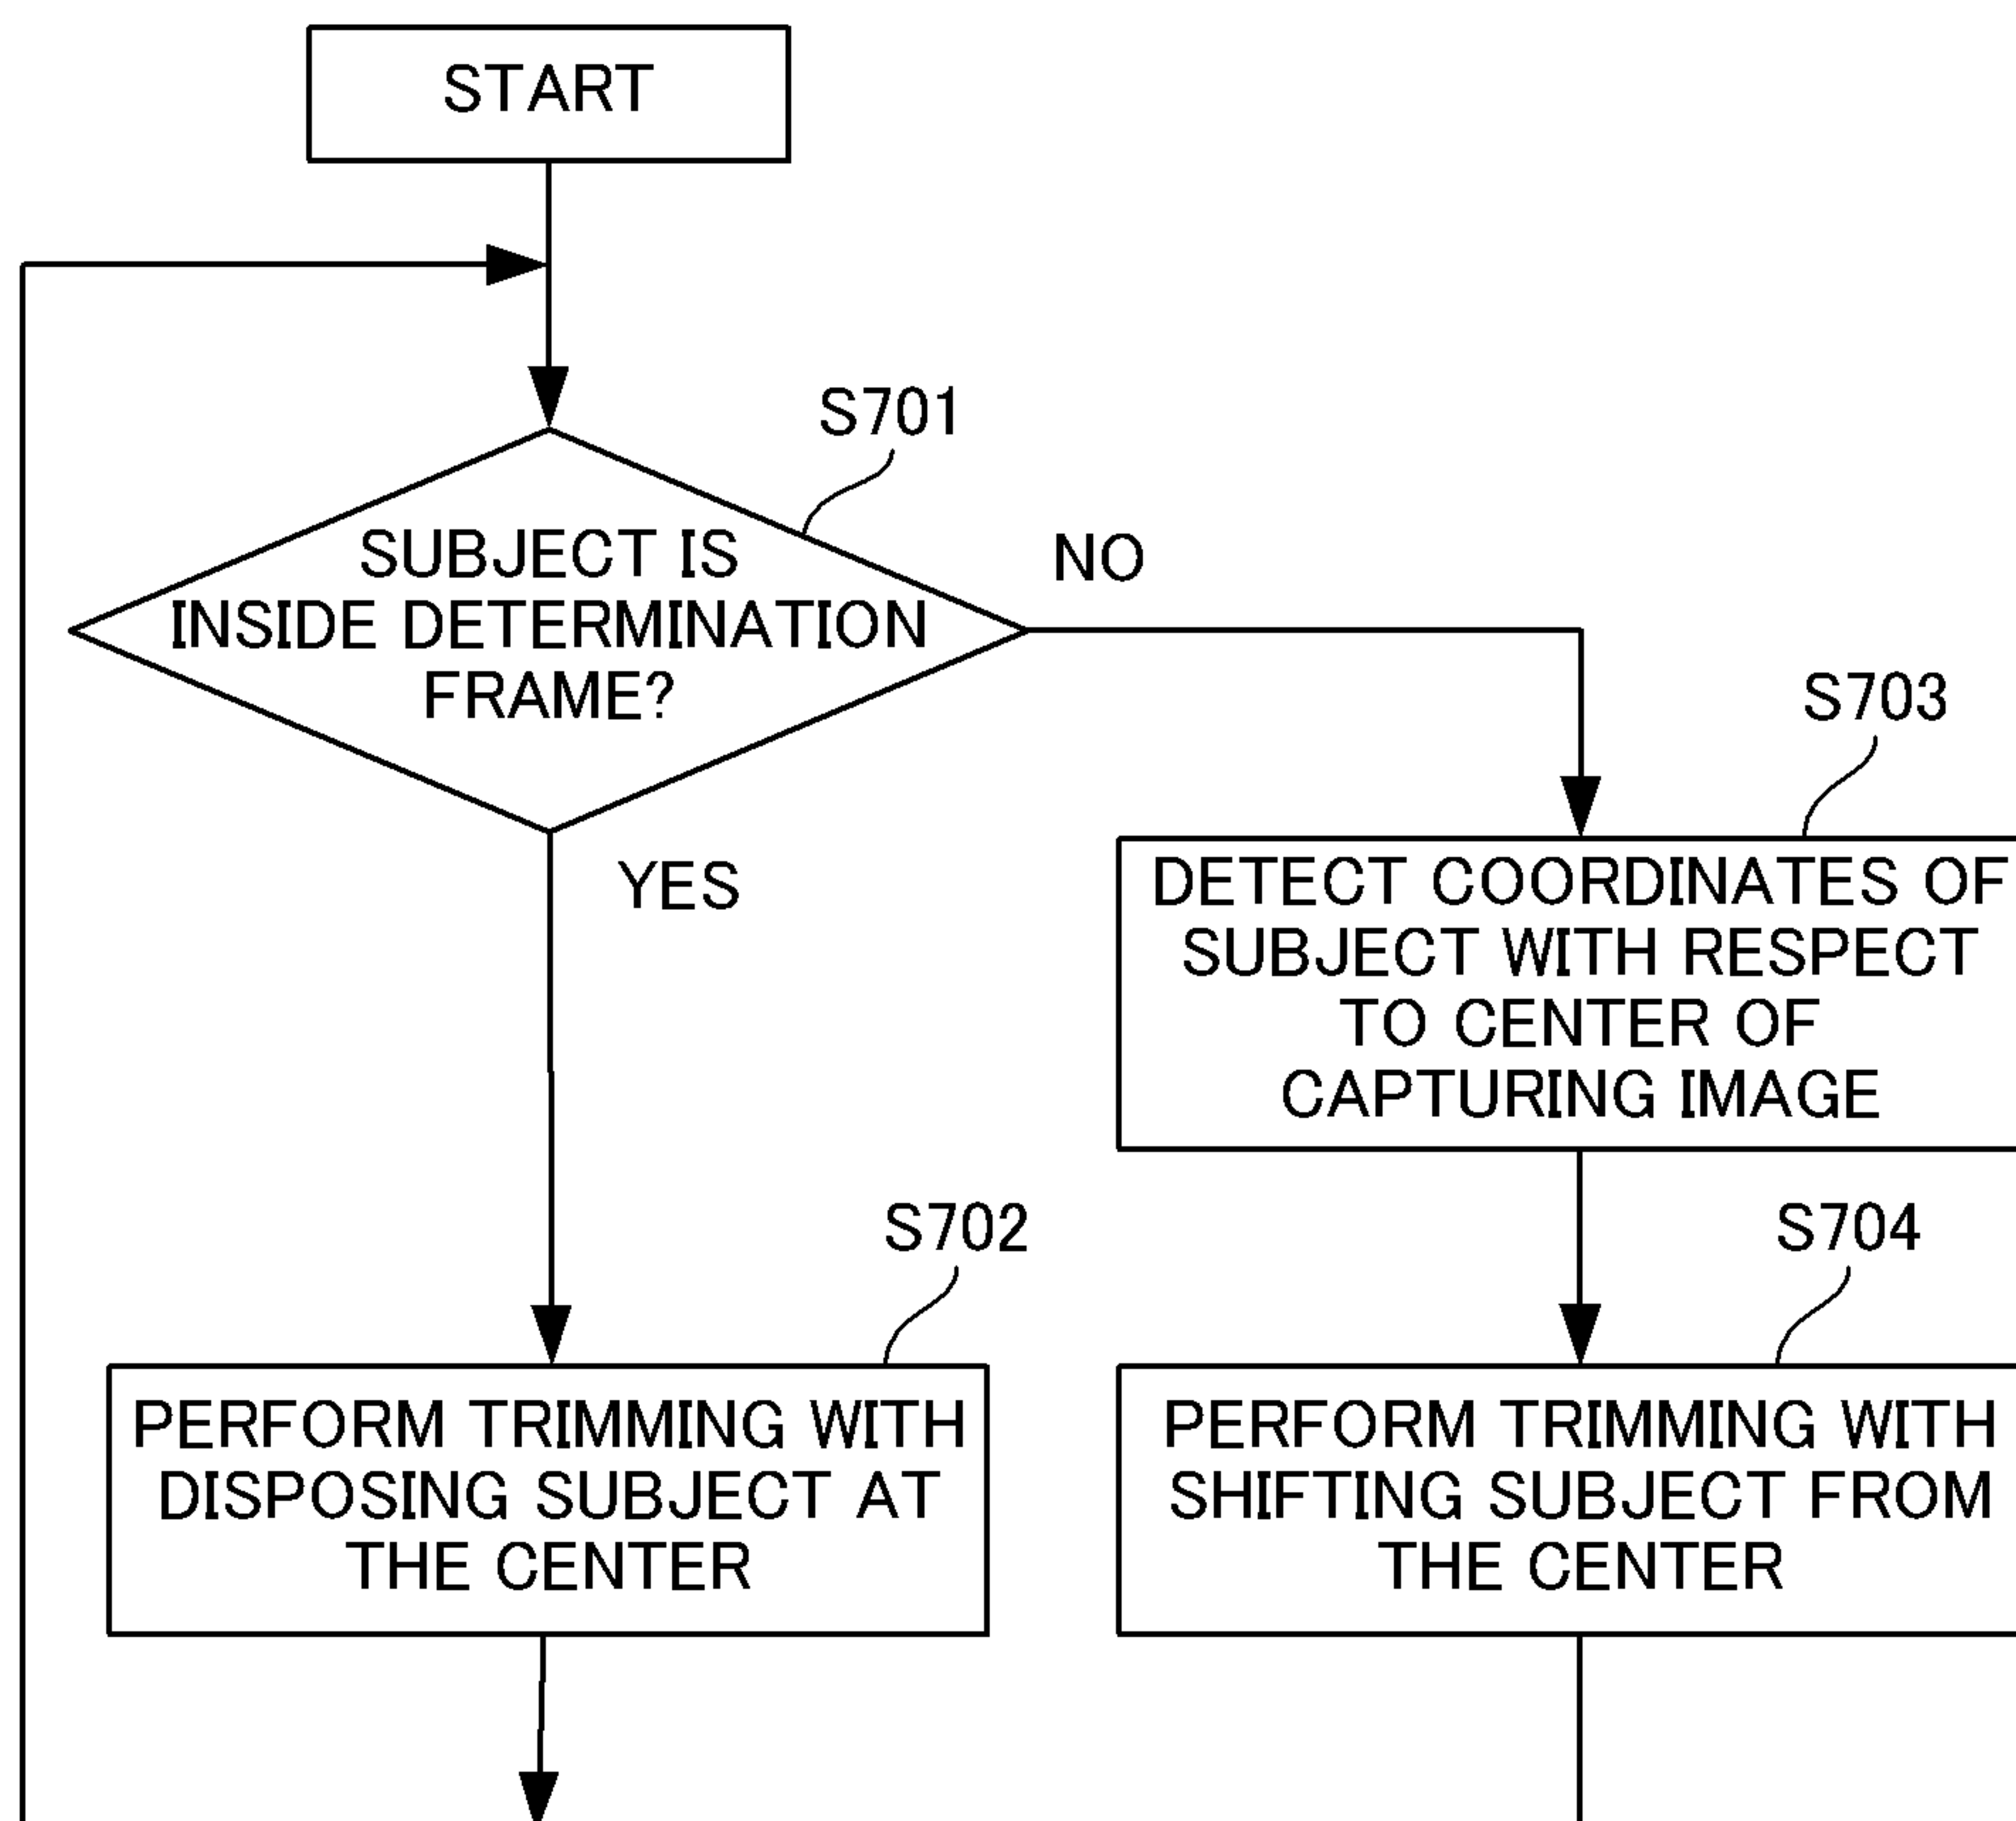 START
S701
SUBJECT IS
INSIDE DETERMINATION
FRAME?
NO
YES
S703
DETECT COORDINATES OF
SUBJECT WITH RESPECT
TO CENTER OF
CAPTURING IMAGE
S702
PERFORM TRIMMING WITH
DISPOSING SUBJECT AT
THE CENTER
S704
PERFORM TRIMMING WITH
SHIFTING SUBJECT FROM
THE CENTER